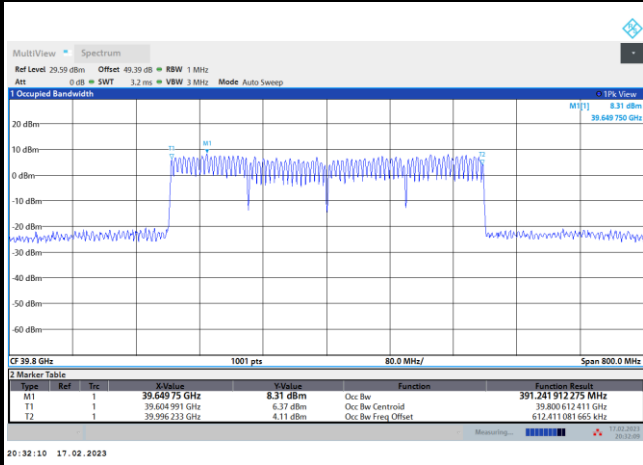 MultiView Spectrum
Ref Level 29.59 dBm Offset 49.39 dB RBW 1 MHz
Att 0 dB SWT 3.2 ms VBW 3 MHz Mode Auto Sweep
1 Occupied Bandwidth 1Pk View
M1[1] 8.31 dBm
39.649 750 GHz
20 dBm
T1 M1 T2
10 dBm
0 dBm
-10 dBm
-20 dBm
-30 dBm
-40 dBm
-50 dBm
-60 dBm
CF 39.8 GHz 1001 pts 80.0 MHz/ Span 800.0 MHz
2 Marker Table
Type Ref Trc X-Value Y-Value Function Function Result
M1 1 39.649 75 GHz 8.31 dBm Occ Bw 391.241 912 275 MHz
T1 1 39.604 991 GHz 6.37 dBm Occ Bw Centroid 39.800 612 411 GHz
T2 1 39.996 233 GHz 4.11 dBm Occ Bw Freq Offset 612.411 081 665 kHz
Measuring... 17.02.2023
20:32:09
20:32:10 17.02.2023